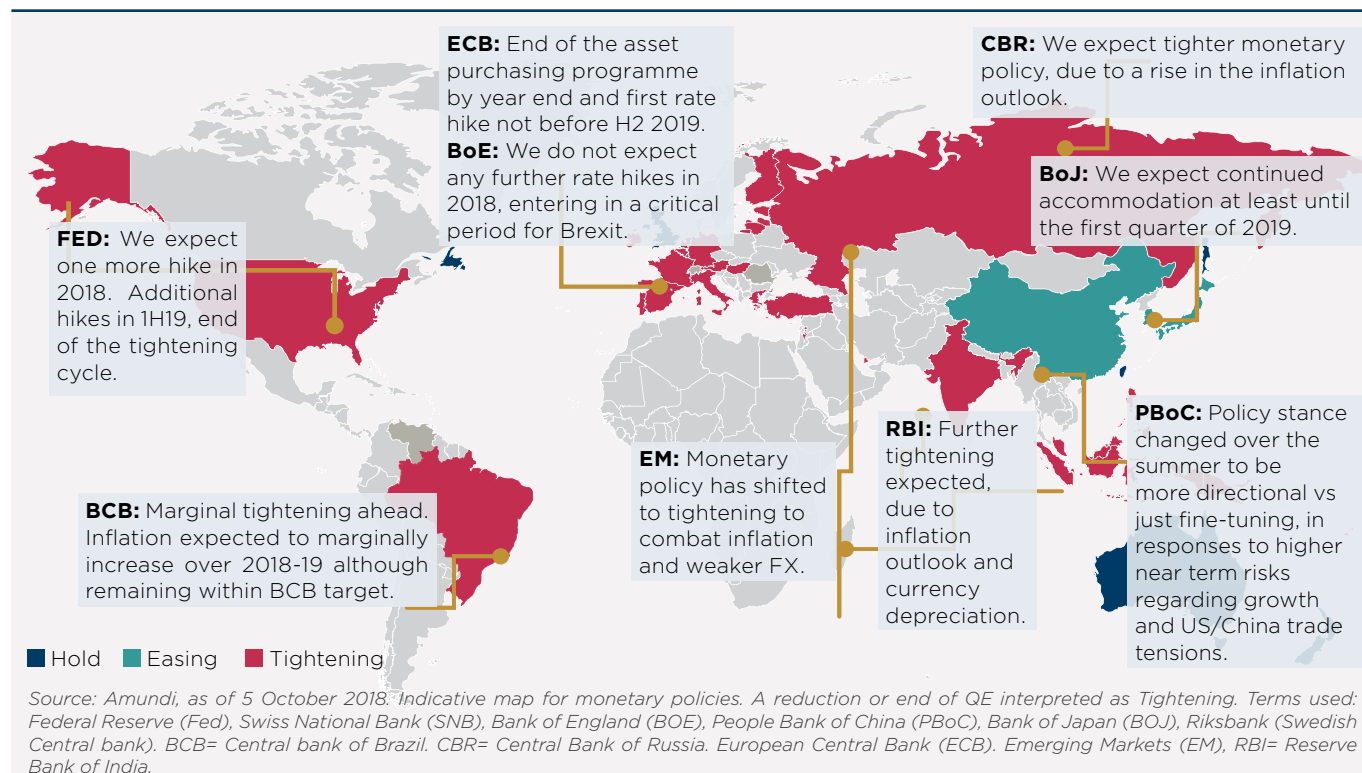 ECB: End of the asset
purchasing programme
by year end and first rate
hike not before H2 2019.
BoE: We do not expect
any further rate hikes in
2018, entering in a critical
period for Brexit.
CBR: We expect tighter monetary
policy, due to a rise in the inflation
outlook.
BoJ: We expect continued
accommodation at least until
the first quarter of 2019.
FED: We expect
one more hike in
2018. Additional
hikes in 1H19, end
of the tightening
cycle.
BCB: Marginal tightening ahead.
Inflation expected to marginally
increase over 2018-19 although
remaining within BCB target.
EM: Monetary
policy has shifted
to tightening to
combat inflation
and weaker FX.
RBI: Further
tightening
expected,
due to
inflation
outlook and
currency
depreciation.
PBoC: Policy stance
changed over the
summer to be
more directional vs
just fine-tuning, in
responses to higher
near term risks
regarding growth
and US/China trade
tensions.
Hold Easing Tightening
Source: Amundi, as of 5 October 2018. Indicative map for monetary policies. A reduction or end of QE interpreted as Tightening. Terms used:
Federal Reserve (Fed), Swiss National Bank (SNB), Bank of England (BOE), People Bank of China (PBoC), Bank of Japan (BOJ), Riksbank (Swedish
Central bank). BCB= Central bank of Brazil. CBR= Central Bank of Russia. European Central Bank (ECB). Emerging Markets (EM), RBI= Reserve
Bank of India.